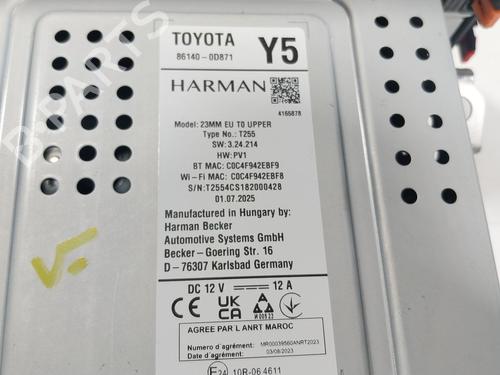 TOYOTA Y5
86140-0D871
HARMAN
4165878
Model: 23MM EU T0 UPPER
Type No.: T255
SW: 3.24.214
HW: PV1
BT MAC: C0C4F942EBF9
Wi-Fi MAC: C0C4F942EBF8
S/N: T2554CS182000428
01.07.2025
Manufactured in Hungary by:
Harman Becker
Automotive Systems GmbH
Becker-Goering Str. 16
D-76307 Karlsbad Germany
DC 12 V 12 A
CE UK CA
AGREE PAR L ANRT MAROC
Numéro d'agrément: MR00039560ANRT2023
Date d'agrément: 03/08/2023
E24 10R-06 4611
B-PARTS